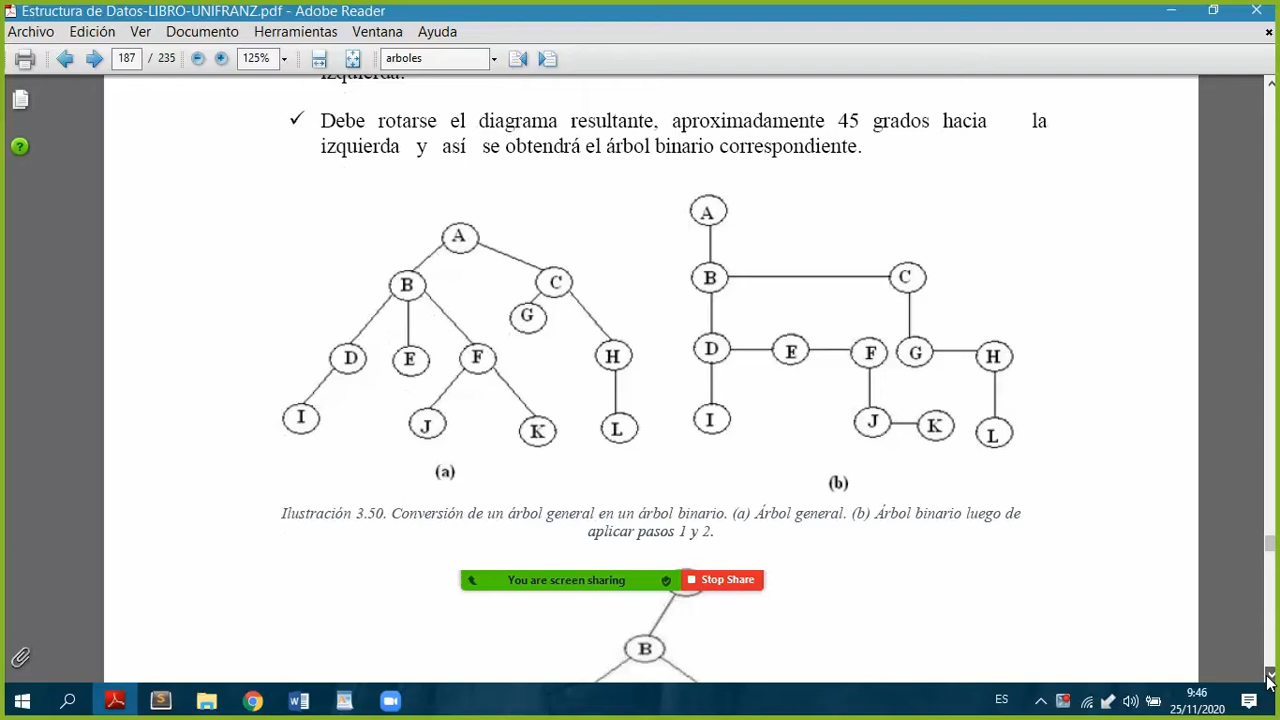 Estructura de Datos-LIBRO-UNIFRANZ.pdf - Adobe Reader
Archivo Edición Ver Documento Herramientas Ventana Ayuda
187 / 235 125% arboles
izquierda.
✓ Debe rotarse el diagrama resultante, aproximadamente 45 grados hacia la
izquierda y así se obtendrá el árbol binario correspondiente.
A
B C
G
D E F H
I J K L
(a)
A
B C
D E F G H
I J K L
(b)
Ilustración 3.50. Conversión de un árbol general en un árbol binario. (a) Árbol general. (b) Árbol binario luego de
aplicar pasos 1 y 2.
You are screen sharing Stop Share
B
ES
9:46
25/11/2020